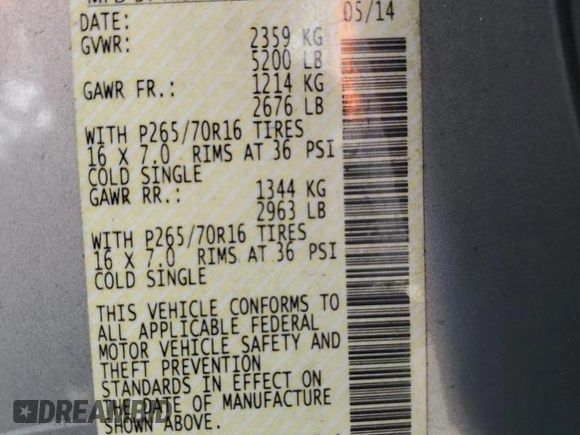 DATE: 05/14
GVWR: 2359 KG
5200 LB
GAWR FR.: 1214 KG
2676 LB
WITH P265/70R16 TIRES
16 X 7.0 RIMS AT 36 PSI
COLD SINGLE
GAWR RR.: 1344 KG
2963 LB
WITH P265/70R16 TIRES
16 X 7.0 RIMS AT 36 PSI
COLD SINGLE
THIS VEHICLE CONFORMS TO
ALL APPLICABLE FEDERAL
MOTOR VEHICLE SAFETY AND
THEFT PREVENTION
STANDARDS IN EFFECT ON
THE DATE OF MANUFACTURE
SHOWN ABOVE.
DREAMBID